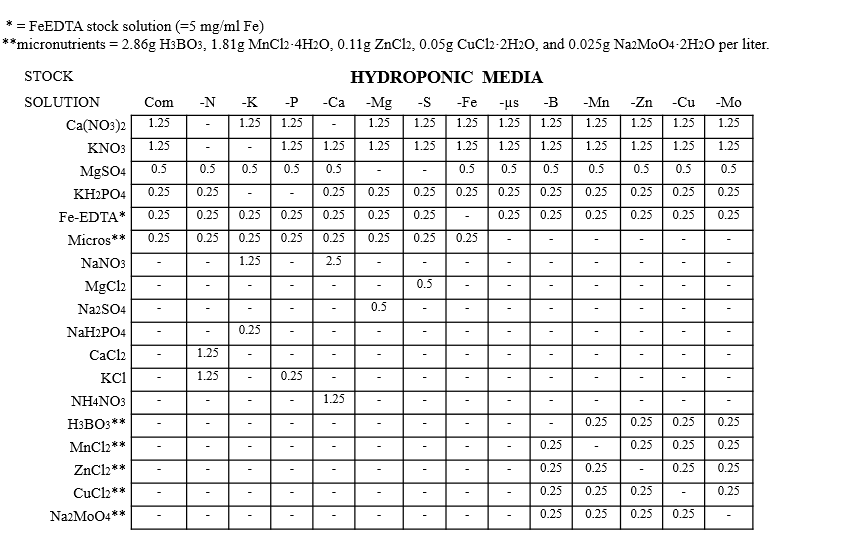 * = FeEDTA stock solution (=5 mg/ml Fe)
**micronutrients = 2.86g H3BO3, 1.81g MnCl2·4H2O, 0.11g ZnCl2, 0.05g CuCl2·2H2O, and 0.025g Na2MoO4·2H2O per liter.
STOCK HYDROPONIC MEDIA
SOLUTION Com -N -K -P -Ca -Mg -S -Fe -µs -B -Mn -Zn -Cu -Mo
Ca(NO3)2 1.25 - 1.25 1.25 - 1.25 1.25 1.25 1.25 1.25 1.25 1.25 1.25 1.25
KNO3 1.25 - - 1.25 1.25 1.25 1.25 1.25 1.25 1.25 1.25 1.25 1.25 1.25
MgSO4 0.5 0.5 0.5 0.5 0.5 - - 0.5 0.5 0.5 0.5 0.5 0.5 0.5
KH2PO4 0.25 0.25 - - 0.25 0.25 0.25 0.25 0.25 0.25 0.25 0.25 0.25 0.25
Fe-EDTA* 0.25 0.25 0.25 0.25 0.25 0.25 0.25 - 0.25 0.25 0.25 0.25 0.25 0.25
Micros** 0.25 0.25 0.25 0.25 0.25 0.25 0.25 0.25 - - - - - -
NaNO3 - - 1.25 - 2.5 - - - - - - - - -
MgCl2 - - - - - - 0.5 - - - - - - -
Na2SO4 - - - - - 0.5 - - - - - - - -
NaH2PO4 - - 0.25 - - - - - - - - - - -
CaCl2 - 1.25 - - - - - - - - - - - -
KCl - 1.25 - 0.25 - - - - - - - - - -
NH4NO3 - - - - 1.25 - - - - - - - - -
H3BO3** - - - - - - - - - - 0.25 0.25 0.25 0.25
MnCl2** - - - - - - - - - 0.25 - 0.25 0.25 0.25
ZnCl2** - - - - - - - - - 0.25 0.25 - 0.25 0.25
CuCl2** - - - - - - - - - 0.25 0.25 0.25 - 0.25
Na2MoO4** - - - - - - - - - 0.25 0.25 0.25 0.25 -